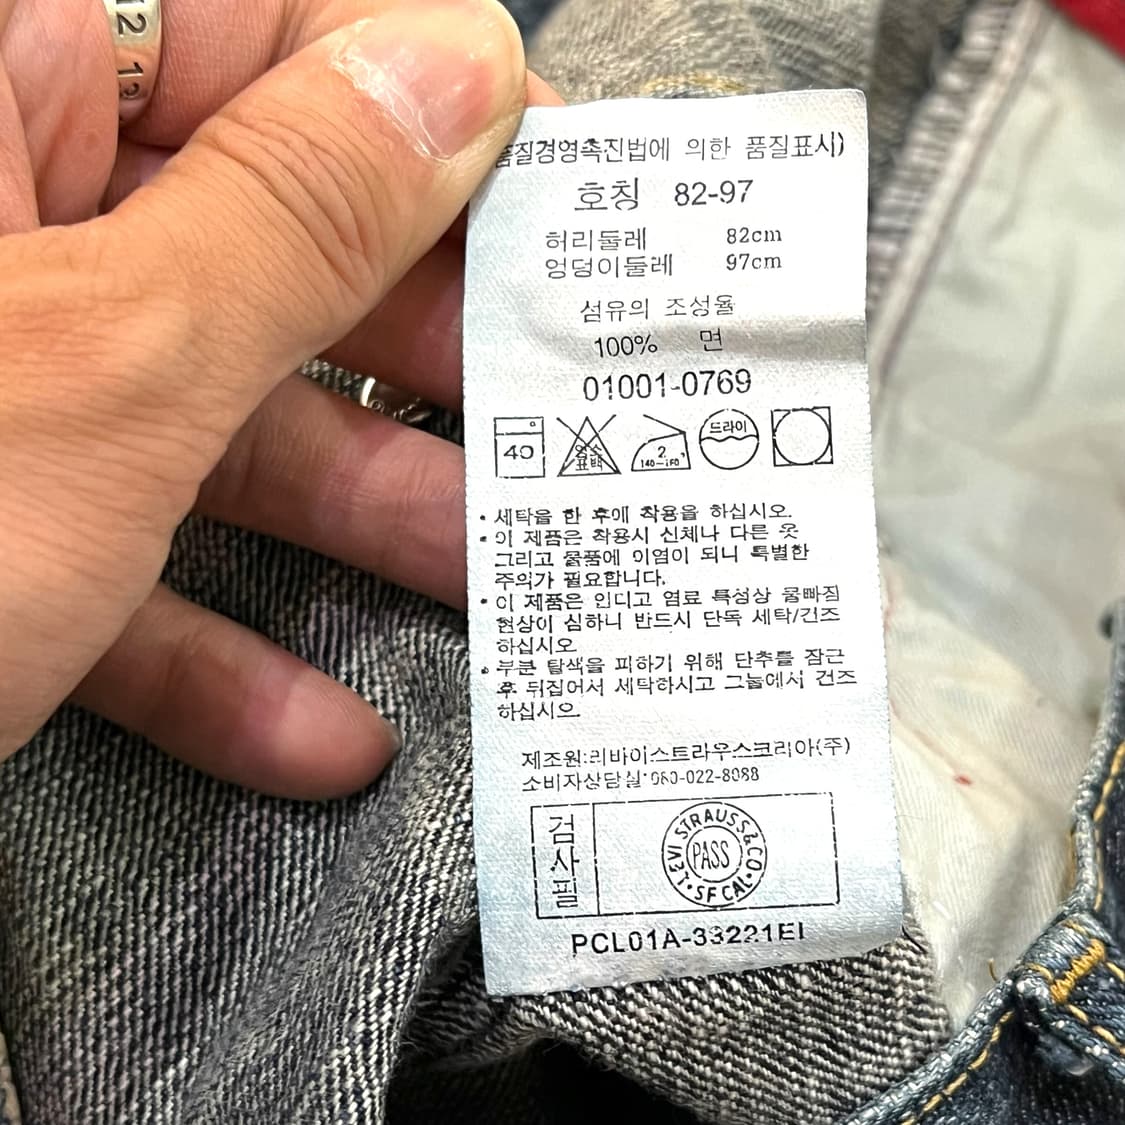 12
13
품질경영촉진법에 의한 품질표시)
호칭 82-97
허리둘레 82cm
엉덩이둘레 97cm
섬유의 조성율
100% 면
01001-0769
40
염소
표백
2
드라이
• 세탁을 한 후에 착용을 하십시오.
• 이 제품은 착용시 신체나 다른 옷
그리고 물품에 이염이 되니 특별한
주의가 필요합니다.
• 이 제품은 인디고 염료 특성상 물빠짐
현상이 심하니 반드시 단독 세탁/건조
하십시오
• 부분 탈색을 피하기 위해 단추를 잠근
후 뒤집어서 세탁하시고 그늘에서 건조
하십시오.
제조원:리바이스트라우스코리아(주)
소비자상담실: 080-022-8088
검사필
LEVI STRAUSS & CO
PASS
SF CAL
PCL01A-33221EI